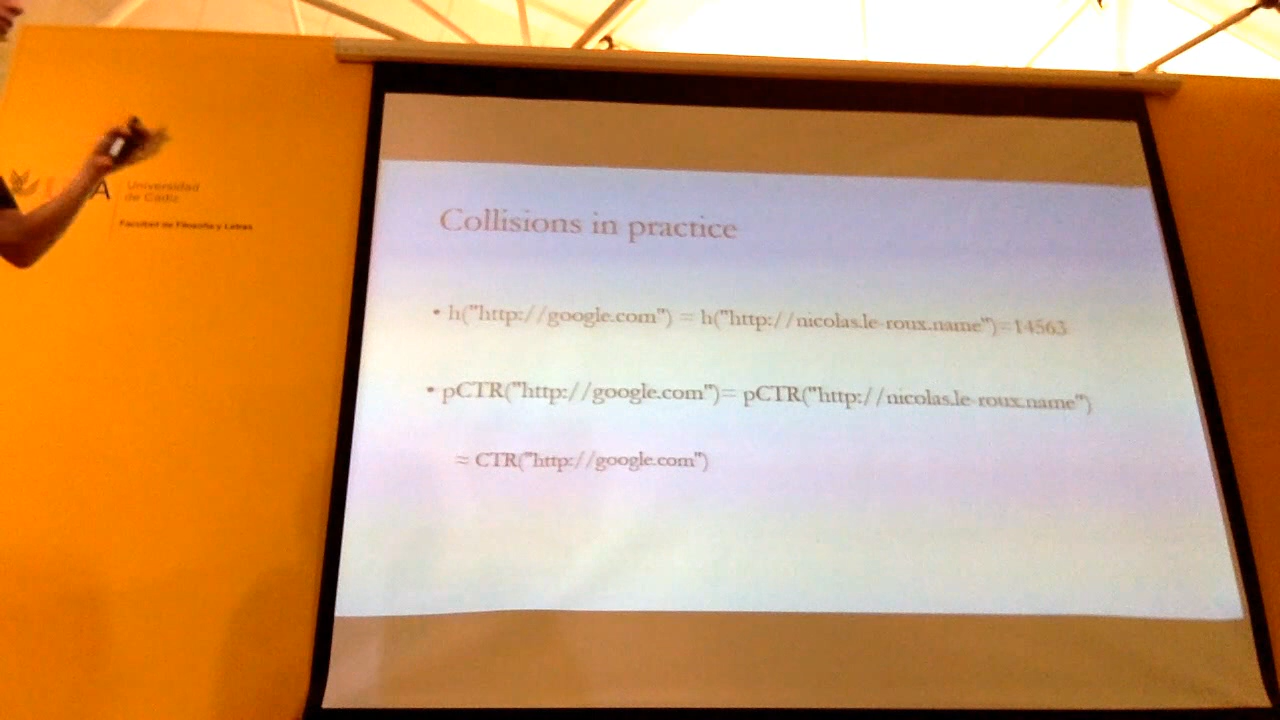 UCA
Universidad
de Cádiz
Facultad de Filosofía y Letras
Collisions in practice
• h("http://google.com") = h("http://nicolas.le-roux.name")=14563
• pCTR("http://google.com")= pCTR("http://nicolas.le-roux.name")
≈ CTR("http://google.com")